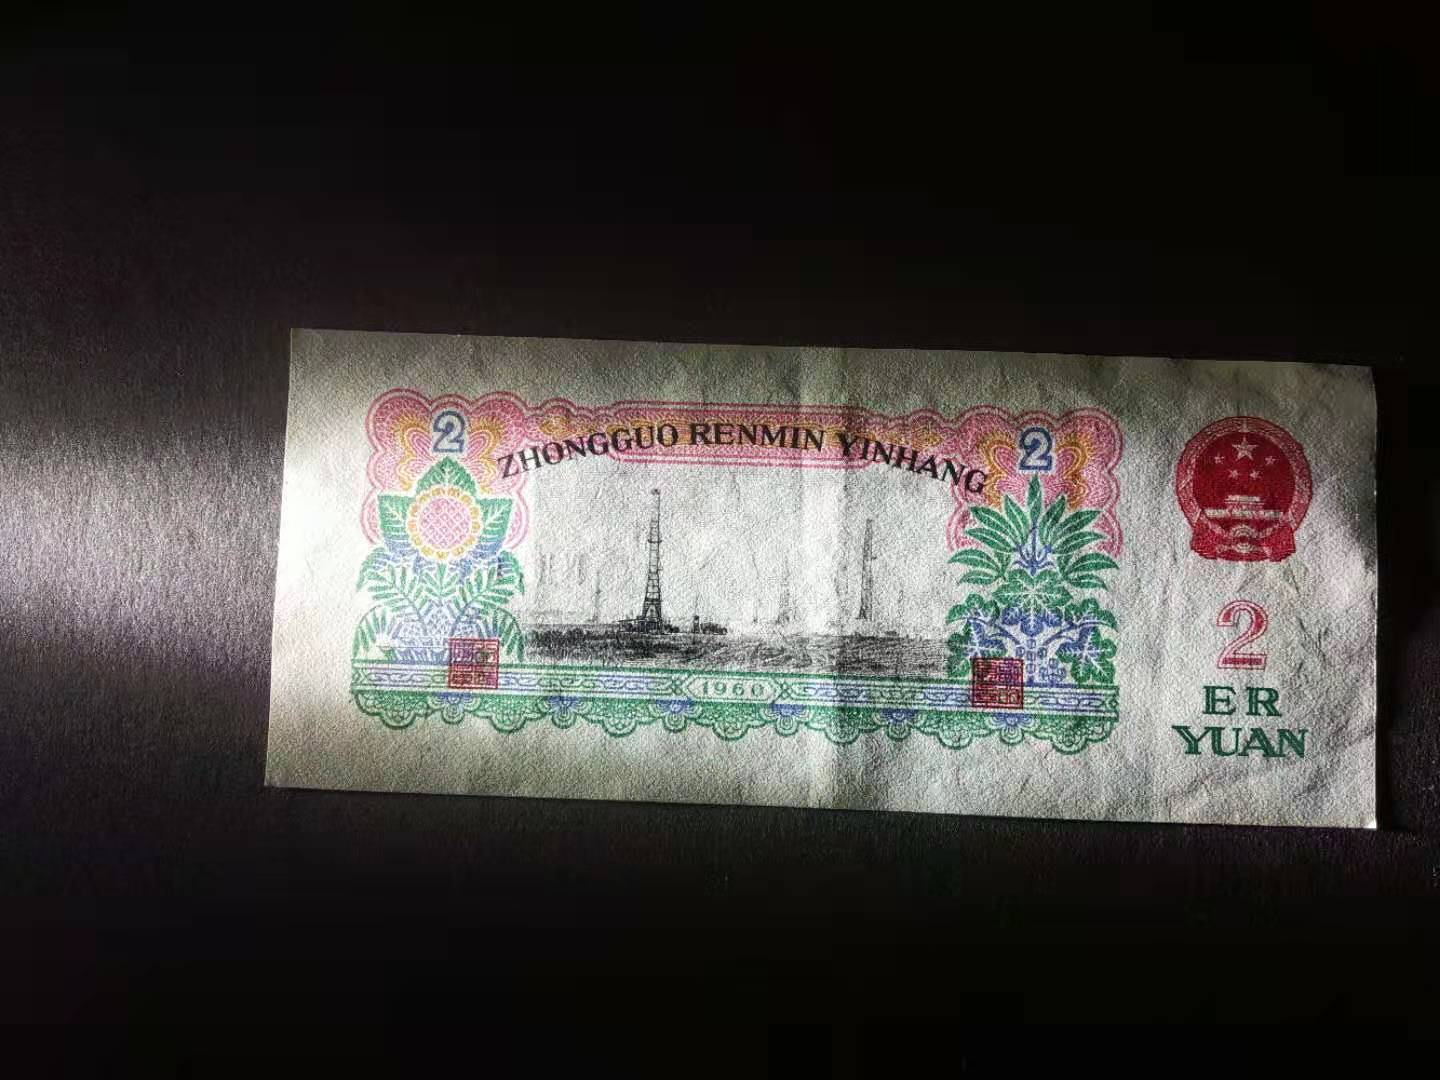 2
2
ZHONGGUO RENMIN YINHANG
1960
2
ER
YUAN